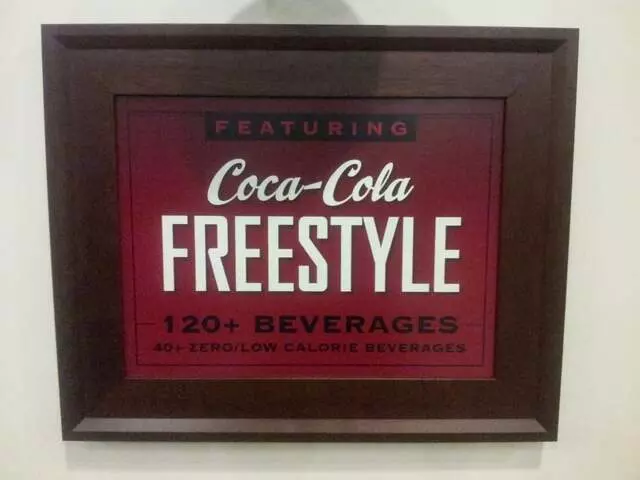 FEATURING
Coca-Cola
FREESTYLE
120+ BEVERAGES
40+ ZERO/LOW CALORIE BEVERAGES